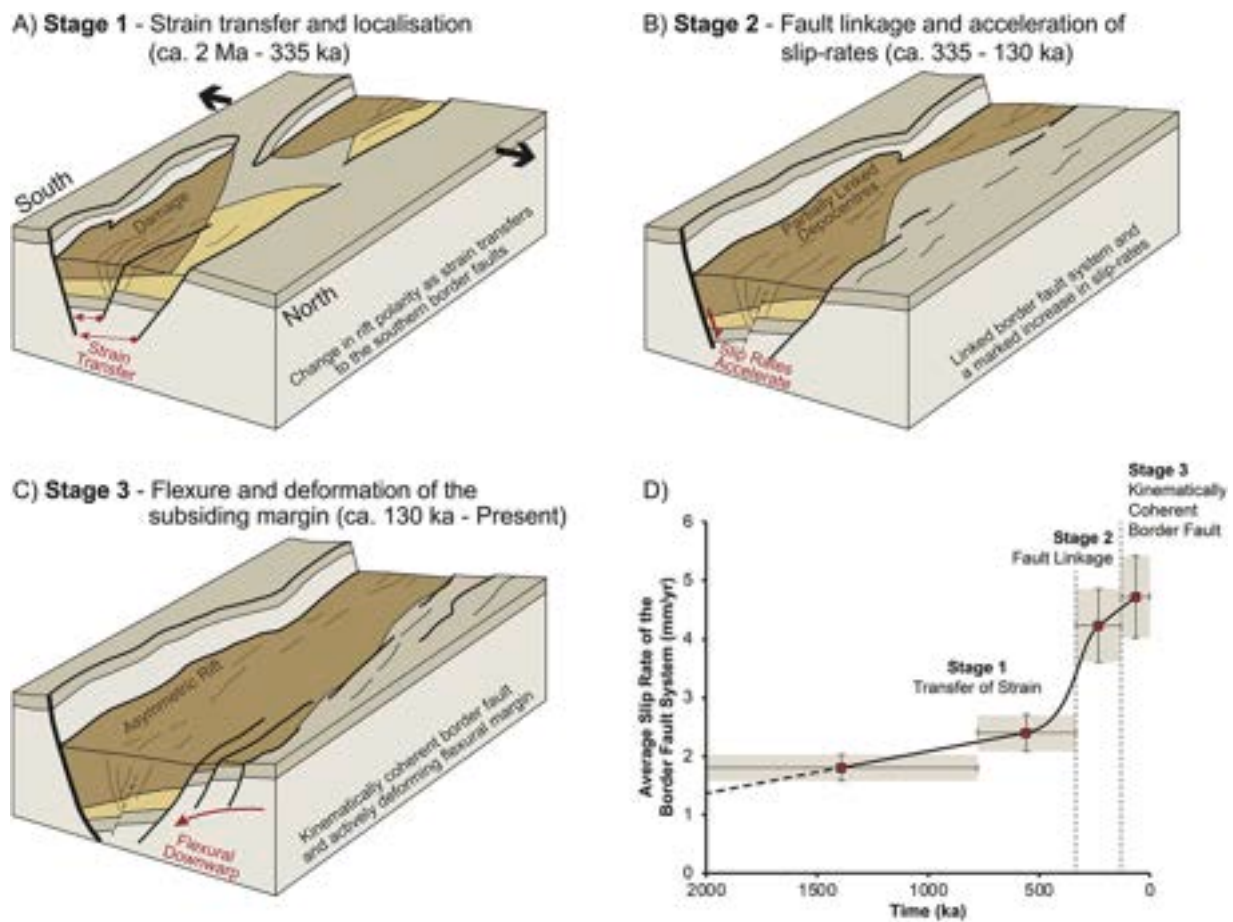 A) Stage 1 - Strain transfer and localisation
(ca. 2 Ma - 335 ka)
South
Damage
North
Strain
Transfer
Change in rift polarity as strain transfers
to the southern border faults
B) Stage 2 - Fault linkage and acceleration of
slip-rates (ca. 335 - 130 ka)
Partially Linked
Depocentres
Slip Rates
Accelerate
Linked border fault system and
a marked increase in slip-rates
C) Stage 3 - Flexure and deformation of the
subsiding margin (ca. 130 ka - Present)
Asymmetric Rift
Flexural
Downwarp
Kinematically coherent border fault
and actively deforming flexural margin
D)
Stage 3
Kinematically
Coherent
Border Fault
Stage 2
Fault Linkage
Stage 1
Transfer of Strain
Average Slip Rate of the
Border Fault System (mm/yr)
6
5
4
3
2
1
0
2000 1500 1000 500 0
Time (ka)